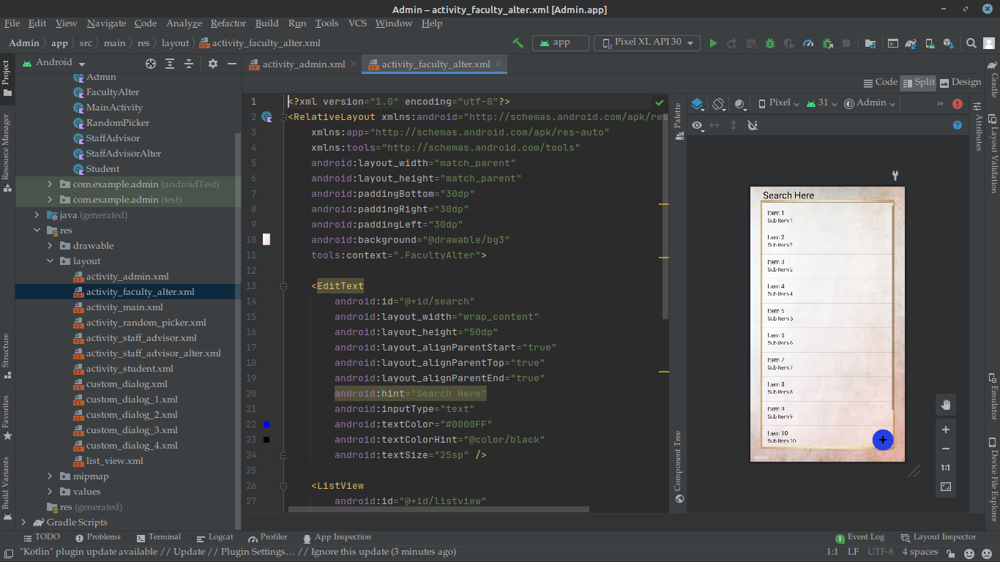 Admin – activity_faculty_alter.xml [Admin.app]
File Edit View Navigate Code Analyze Refactor Build Run Tools VCS Window Help
Admin app src main res layout activity_faculty_alter.xml
app
Pixel XL API 30
Android
activity_admin.xml
activity_faculty_alter.xml
Code Split Design
Project
Resource Manager
Structure
Favorites
Build Variants
Admin
FacultyAlter
MainActivity
RandomPicker
StaffAdvisor
StaffAdvisorAlter
Student
com.example.admin (androidTest)
com.example.admin (test)
java (generated)
res
drawable
layout
activity_admin.xml
activity_faculty_alter.xml
activity_main.xml
activity_random_picker.xml
activity_staff_advisor.xml
activity_staff_advisor_alter.xml
activity_student.xml
custom_dialog.xml
custom_dialog_1.xml
custom_dialog_2.xml
custom_dialog_3.xml
custom_dialog_4.xml
list_view.xml
mipmap
values
res (generated)
Gradle Scripts
1 <?xml version="1.0" encoding="utf-8"?>
2 <RelativeLayout xmlns:android="http://schemas.android.com/apk/res
3 xmlns:app="http://schemas.android.com/apk/res-auto"
4 xmlns:tools="http://schemas.android.com/tools"
5 android:layout_width="match_parent"
6 android:layout_height="match_parent"
7 android:paddingBottom="30dp"
8 android:paddingRight="30dp"
9 android:paddingLeft="30dp"
10 android:background="@drawable/bg3"
11 tools:context=".FacultyAlter">
12
13 <EditText
14 android:id="@+id/search"
15 android:layout_width="wrap_content"
16 android:layout_height="50dp"
17 android:layout_alignParentStart="true"
18 android:layout_alignParentTop="true"
19 android:layout_alignParentEnd="true"
20 android:hint="Search Here"
21 android:inputType="text"
22 android:textColor="#0000FF"
23 android:textColorHint="@color/black"
24 android:textSize="25sp" />
25
26 <ListView
27 android:id="@+id/listview"
Palette
Component Tree
Pixel 31 Admin
Search Here
Item 1
Sub Item 1
Item 2
Sub Item 2
Item 3
Sub Item 3
Item 4
Sub Item 4
Item 5
Sub Item 5
Item 6
Sub Item 6
Item 7
Sub Item 7
Item 8
Sub Item 8
Item 9
Sub Item 9
Item 10
Sub Item 10
+
1:1
Attributes
Gradle
Layout Validation
Emulator
Device File Explorer
TODO Problems Terminal Logcat Profiler App Inspection
1 Event Log Layout Inspector
"Kotlin" plugin update available // Update // Plugin Settings... // Ignore this update (3 minutes ago)
1:1 LF UTF-8 4 spaces